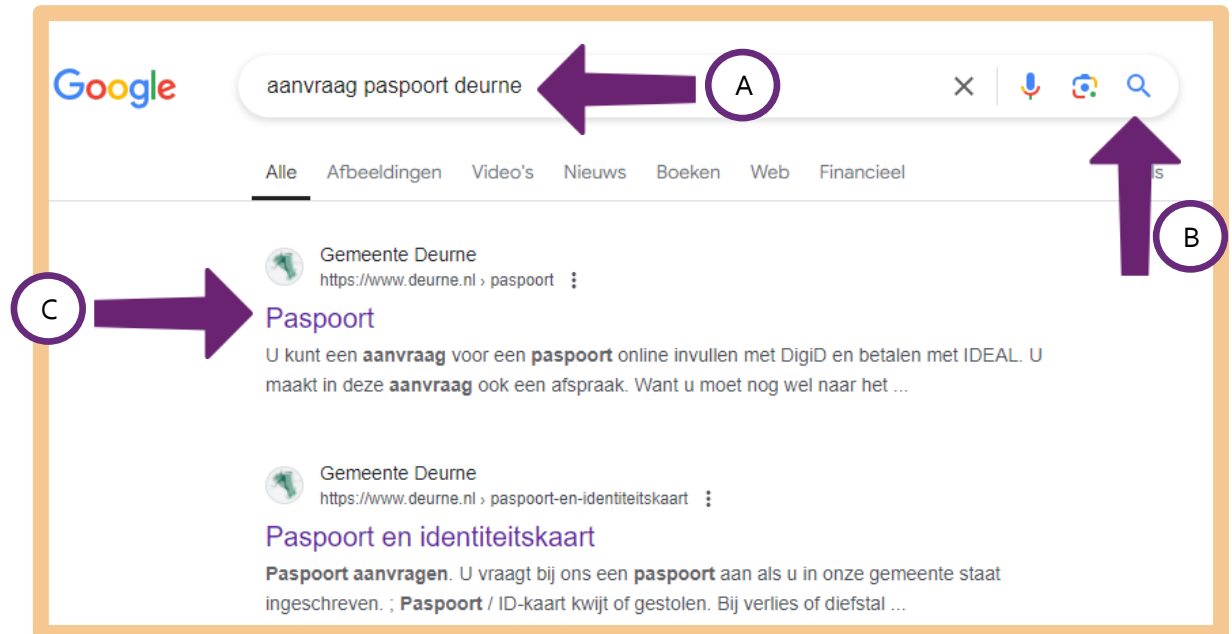 Google
aanvraag paspoort deurne
A
Alle Afbeeldingen Video's Nieuws Boeken Web Financieel
B
Gemeente Deurne
https://www.deurne.nl › paspoort
C
Paspoort
U kunt een aanvraag voor een paspoort online invullen met DigiD en betalen met IDEAL. U
maakt in deze aanvraag ook een afspraak. Want u moet nog wel naar het ...
Gemeente Deurne
https://www.deurne.nl › paspoort-en-identiteitskaart
Paspoort en identiteitskaart
Paspoort aanvragen. U vraagt bij ons een paspoort aan als u in onze gemeente staat
ingeschreven. ; Paspoort / ID-kaart kwijt of gestolen. Bij verlies of diefstal ...